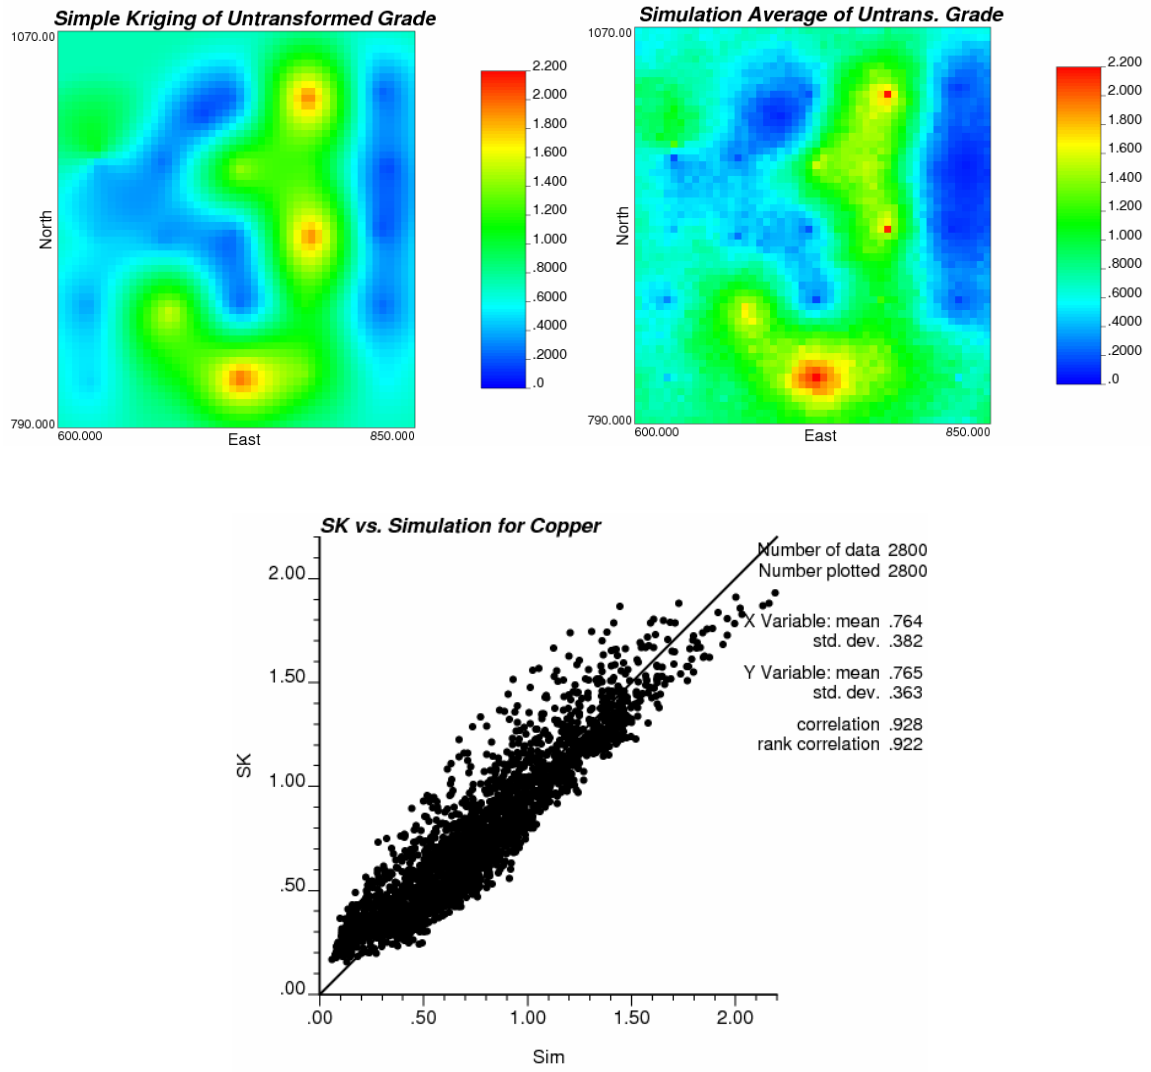 Simple Kriging of Untransformed Grade
1070.00
North
790.000
600.000
East
850.000
2.200
2.000
1.800
1.600
1.400
1.200
1.000
.8000
.6000
.4000
.2000
.0
Simulation Average of Untrans. Grade
1070.00
North
790.000
600.000
East
850.000
2.200
2.000
1.800
1.600
1.400
1.200
1.000
.8000
.6000
.4000
.2000
.0
SK vs. Simulation for Copper
Number of data 2800
Number plotted 2800
X Variable: mean .764
std. dev. .382
Y Variable: mean .765
std. dev. .363
correlation .928
rank correlation .922
SK
2.00
1.50
1.00
.50
.00
.00 .50 1.00 1.50 2.00
Sim